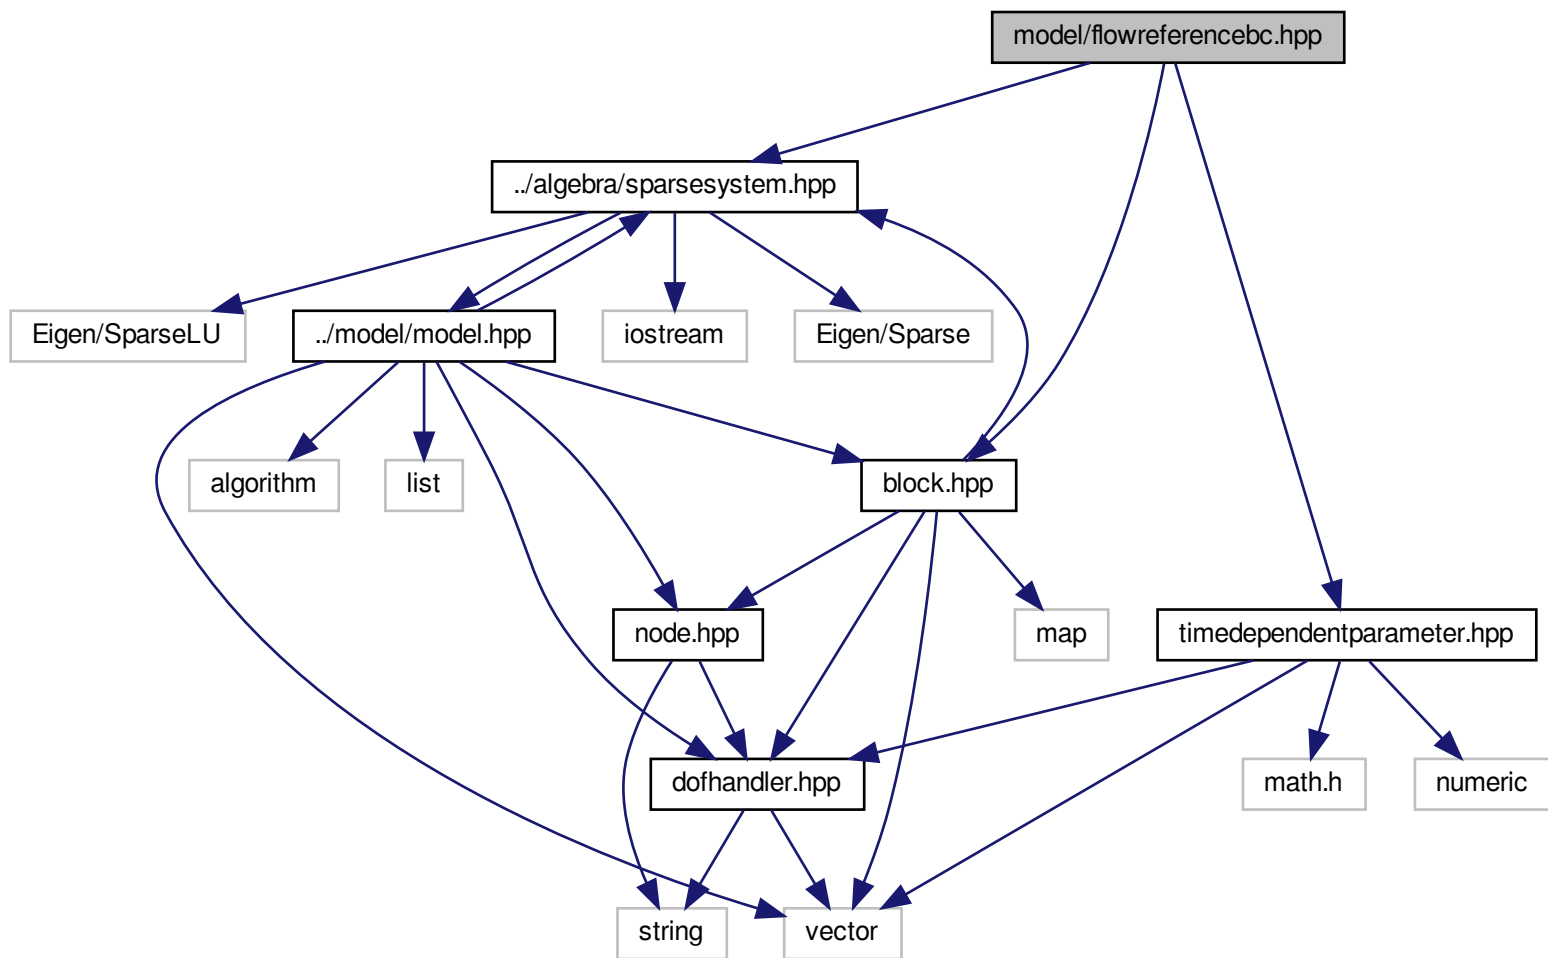 model/flowreferencebc.hpp
../algebra/sparsesystem.hpp
Eigen/SparseLU
../model/model.hpp
iostream
Eigen/Sparse
algorithm
list
block.hpp
node.hpp
map
timedependentparameter.hpp
dofhandler.hpp
math.h
numeric
string
vector